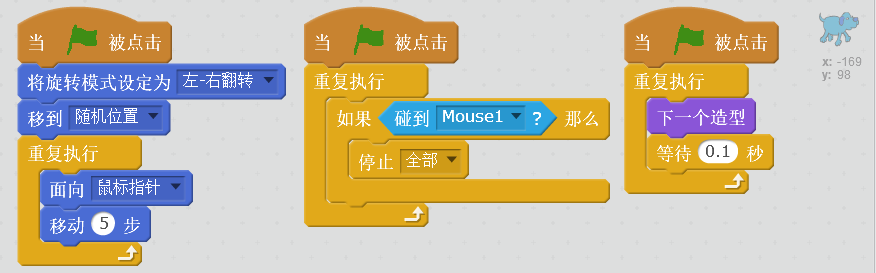 当 被点击
将旋转模式设定为 左-右翻转
移到 随机位置
重复执行
面向 鼠标指针
移动 5 步
当 被点击
重复执行
如果 碰到 Mouse1 ? 那么
停止 全部
当 被点击
重复执行
下一个造型
等待 0.1 秒
x: -169
y: 98